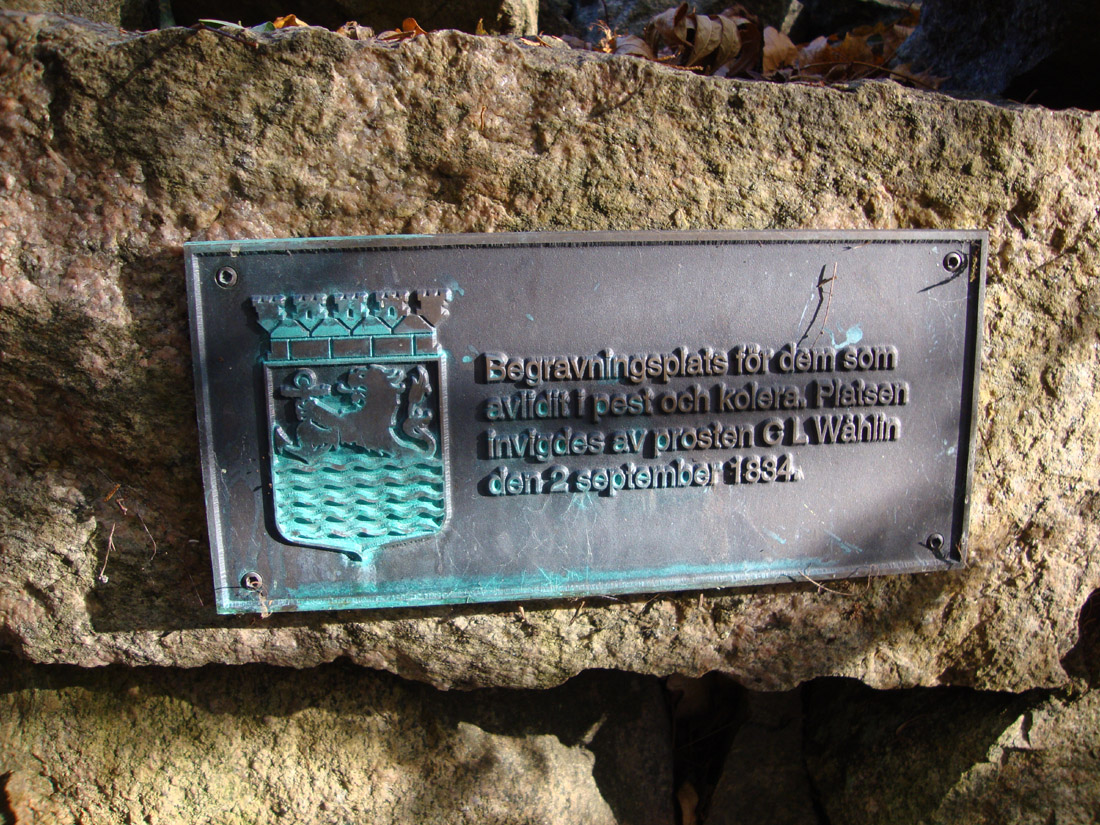 Begravningsplats för dem som
avlidit i pest och kolera. Platsen
invigdes av prosten C L Wåhlin
den 2 september 1834.